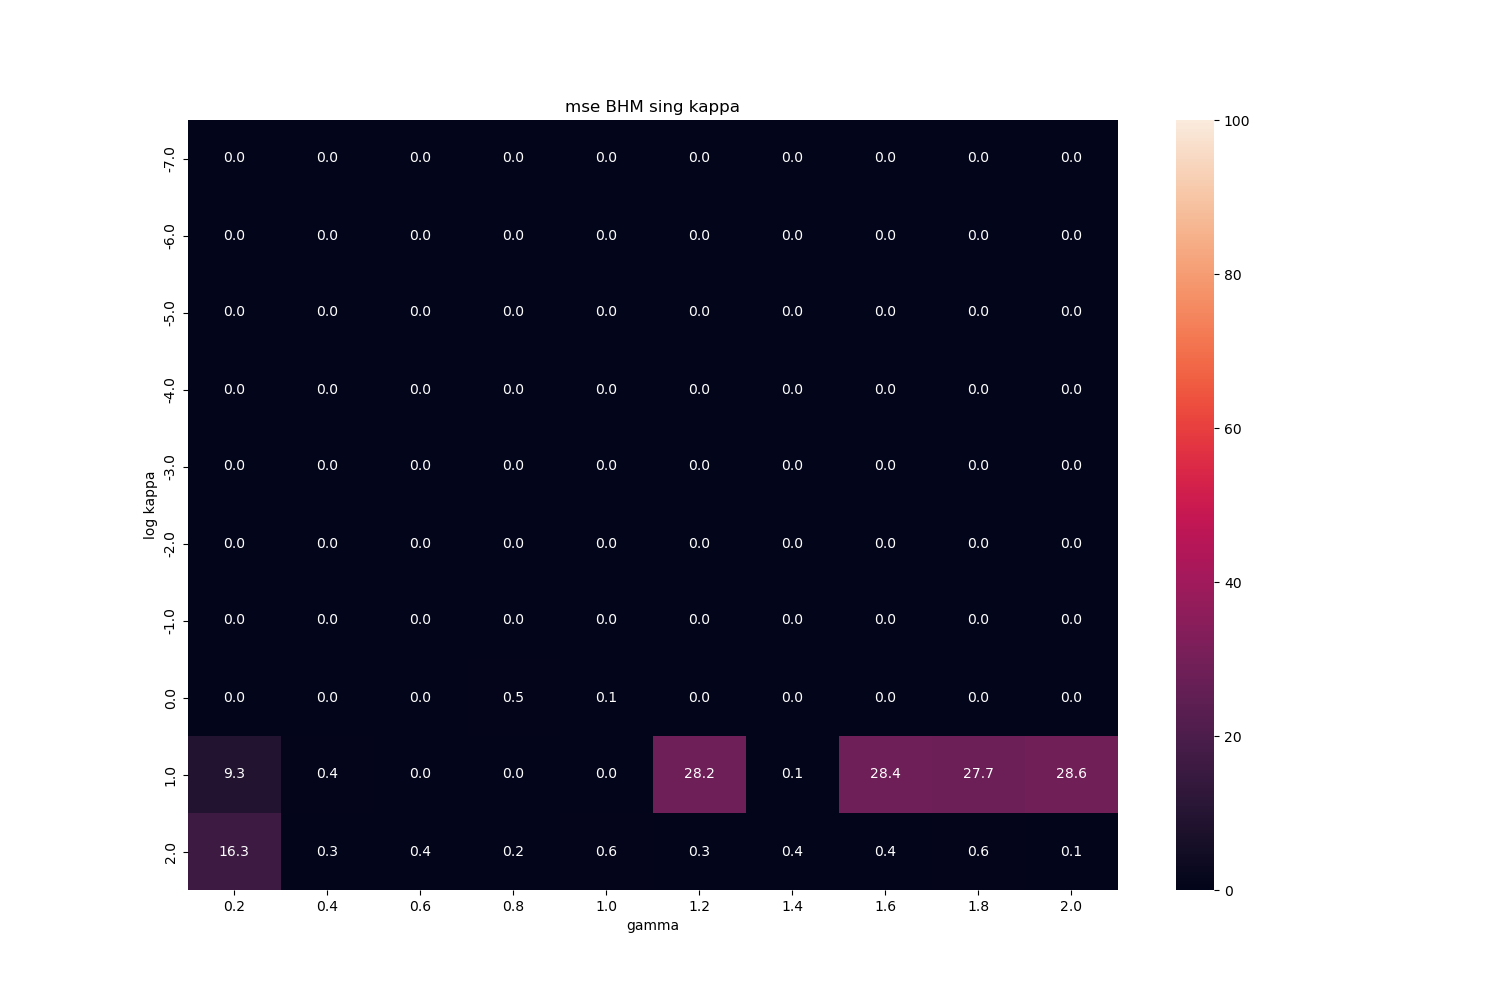 mse BHM sing kappa
log kappa
-7.0 0.0 0.0 0.0 0.0 0.0 0.0 0.0 0.0 0.0 0.0
-6.0 0.0 0.0 0.0 0.0 0.0 0.0 0.0 0.0 0.0 0.0
-5.0 0.0 0.0 0.0 0.0 0.0 0.0 0.0 0.0 0.0 0.0
-4.0 0.0 0.0 0.0 0.0 0.0 0.0 0.0 0.0 0.0 0.0
-3.0 0.0 0.0 0.0 0.0 0.0 0.0 0.0 0.0 0.0 0.0
-2.0 0.0 0.0 0.0 0.0 0.0 0.0 0.0 0.0 0.0 0.0
-1.0 0.0 0.0 0.0 0.0 0.0 0.0 0.0 0.0 0.0 0.0
0.0 0.0 0.0 0.0 0.5 0.1 0.0 0.0 0.0 0.0 0.0
1.0 9.3 0.4 0.0 0.0 0.0 28.2 0.1 28.4 27.7 28.6
2.0 16.3 0.3 0.4 0.2 0.6 0.3 0.4 0.4 0.6 0.1
0.2 0.4 0.6 0.8 1.0 1.2 1.4 1.6 1.8 2.0
gamma
100
80
60
40
20
0